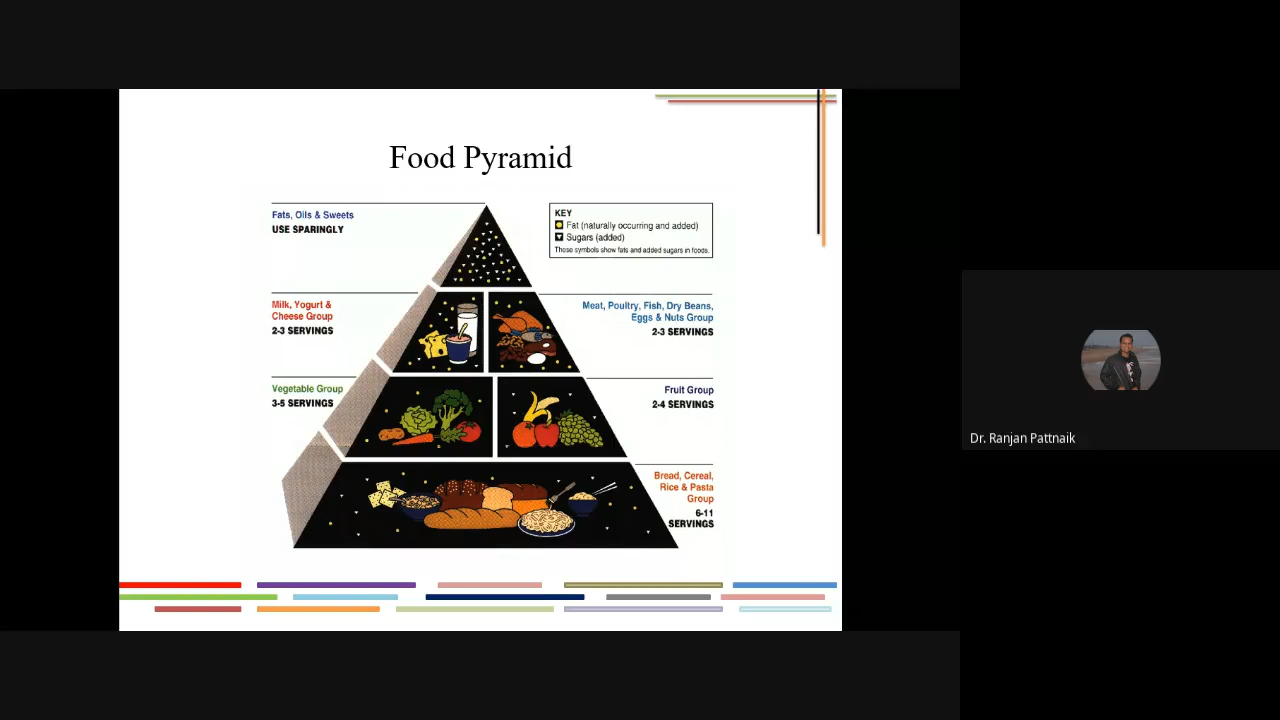 Food Pyramid
Fats, Oils & Sweets
USE SPARINGLY
KEY
Fat (naturally occurring and added)
Sugars (added)
These symbols show fats and added sugars in foods.
Milk, Yogurt &
Cheese Group
2-3 SERVINGS
Meat, Poultry, Fish, Dry Beans,
Eggs & Nuts Group
2-3 SERVINGS
Vegetable Group
3-5 SERVINGS
Fruit Group
2-4 SERVINGS
Bread, Cereal,
Rice & Pasta
Group
6-11
SERVINGS
Dr. Ranjan Pattnaik